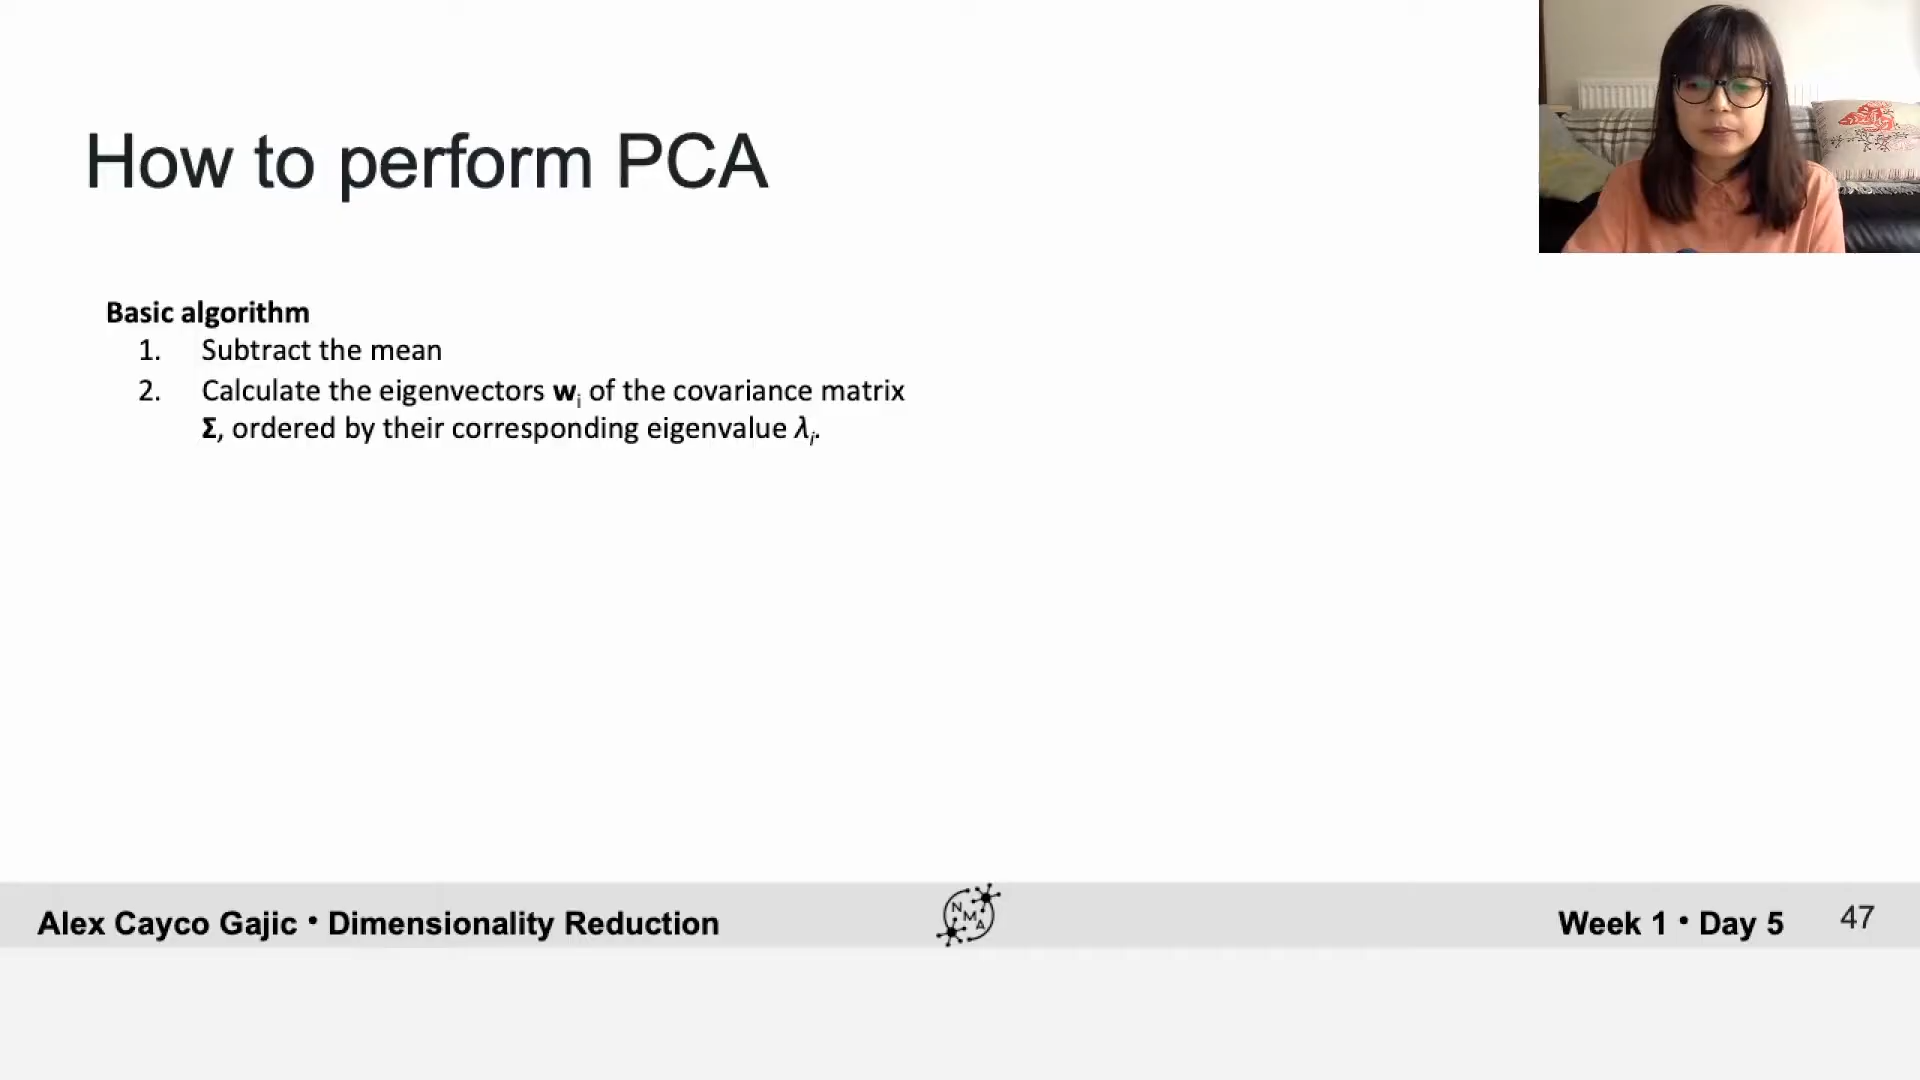 How to perform PCA
Basic algorithm
1. Subtract the mean
2. Calculate the eigenvectors wᵢ of the covariance matrix
Σ, ordered by their corresponding eigenvalue λᵢ.
Alex Cayco Gajic • Dimensionality Reduction
N
M
A
Week 1 • Day 5
47